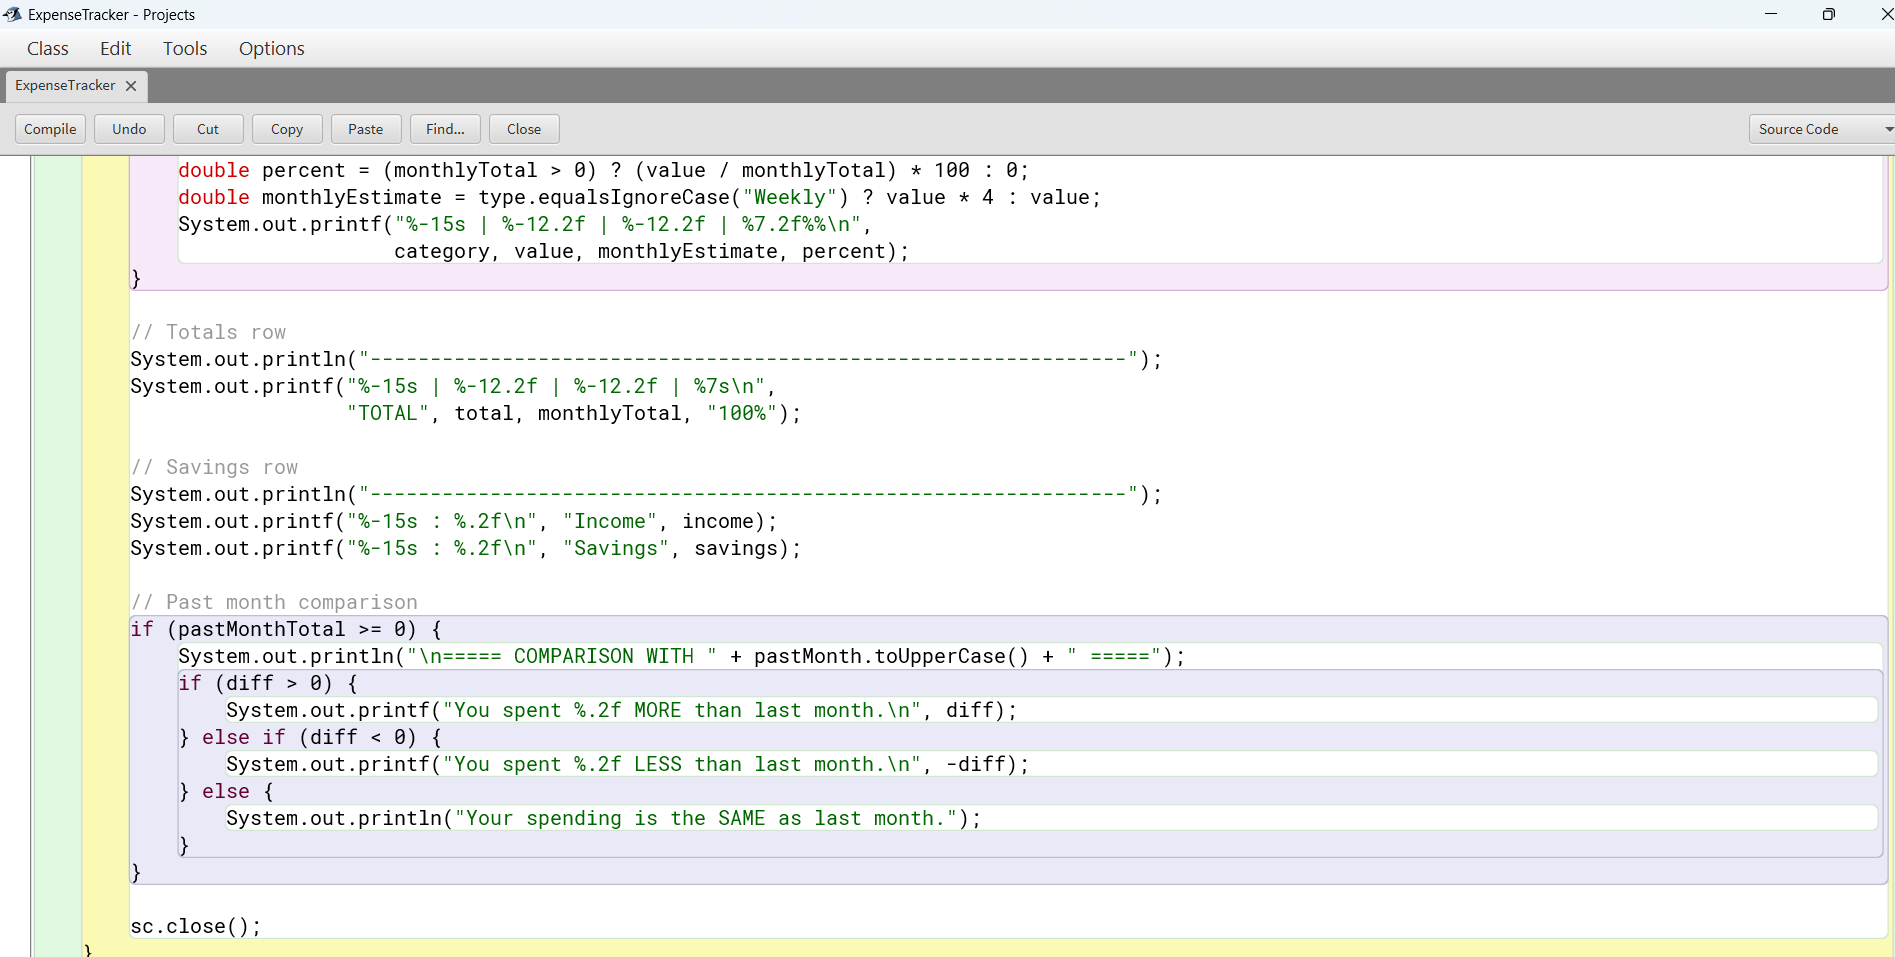 ExpenseTracker - Projects
Class Edit Tools Options
ExpenseTracker
Compile Undo Cut Copy Paste Find... Close Source Code
double percent = (monthlyTotal > 0) ? (value / monthlyTotal) * 100 : 0;
double monthlyEstimate = type.equalsIgnoreCase("Weekly") ? value * 4 : value;
System.out.printf("%-15s | %-12.2f | %-12.2f | %7.2f%%\n",
category, value, monthlyEstimate, percent);
}
// Totals row
System.out.println("---------------------------------------------------------------");
System.out.printf("%-15s | %-12.2f | %-12.2f | %7s\n",
"TOTAL", total, monthlyTotal, "100%");
// Savings row
System.out.println("---------------------------------------------------------------");
System.out.printf("%-15s : %.2f\n", "Income", income);
System.out.printf("%-15s : %.2f\n", "Savings", savings);
// Past month comparison
if (pastMonthTotal >= 0) {
System.out.println("\n===== COMPARISON WITH " + pastMonth.toUpperCase() + " =====");
if (diff > 0) {
System.out.printf("You spent %.2f MORE than last month.\n", diff);
} else if (diff < 0) {
System.out.printf("You spent %.2f LESS than last month.\n", -diff);
} else {
System.out.println("Your spending is the SAME as last month.");
}
}
sc.close();
}